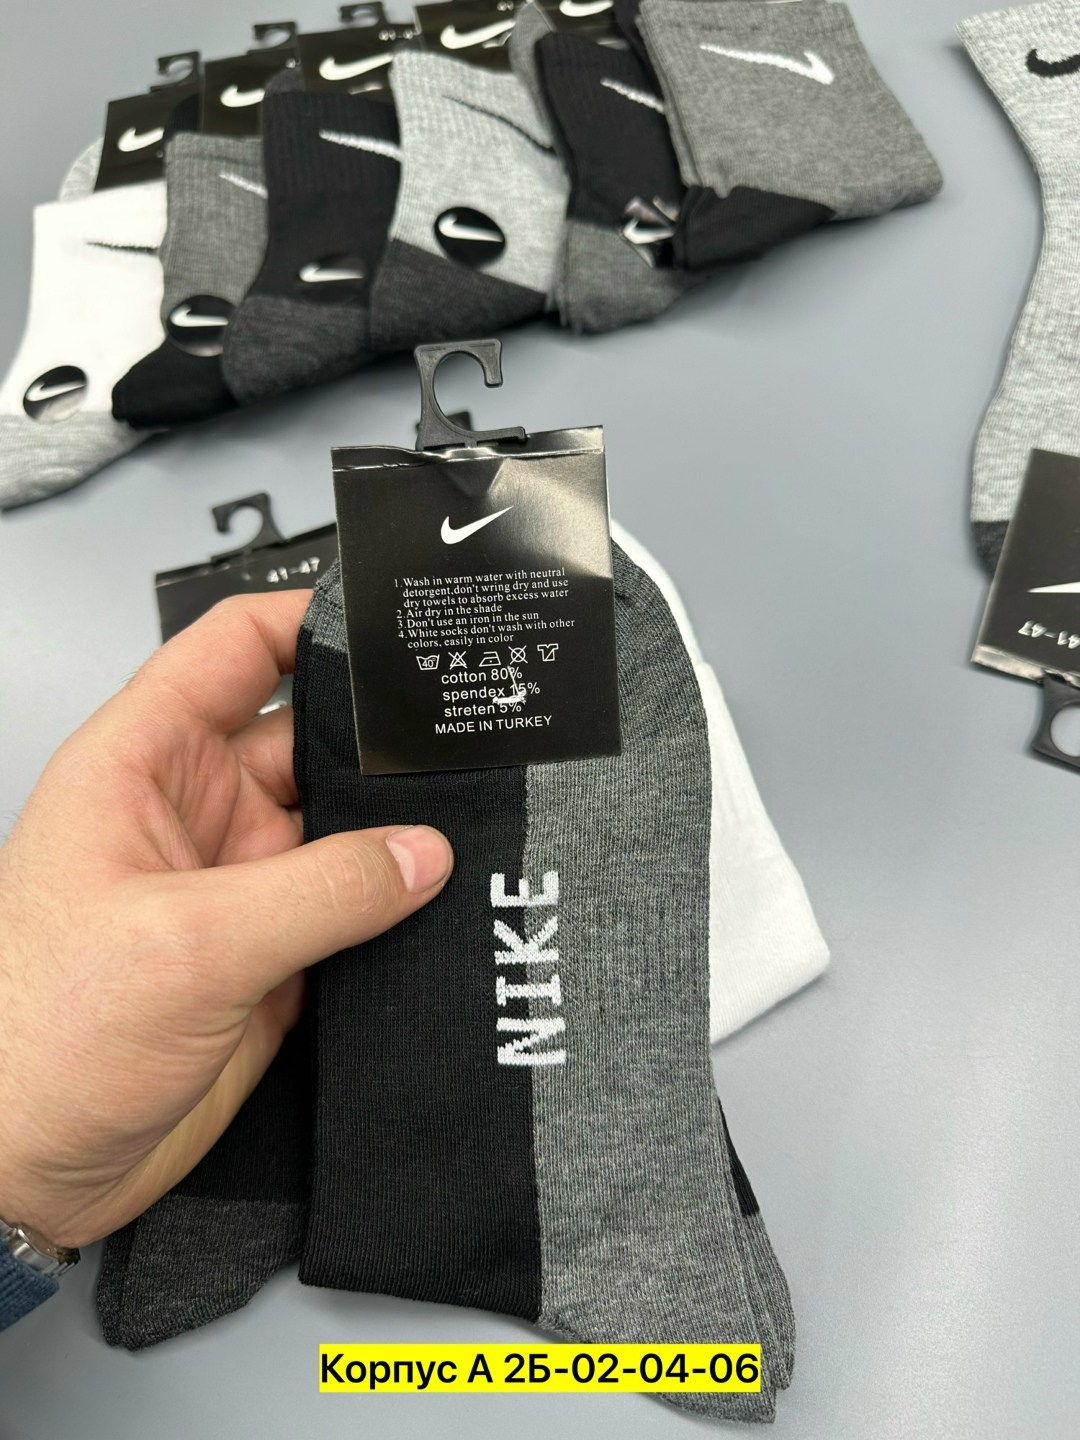 41-47
41-47
1.Wash in warm water with neutral
detorgent,don't wring dry and use
dry towels to absorb excess water
2.Air dry in the shade
3.Don't use an iron in the sun
4.White socks don't wash with other
colors, easily in color
40°
cotton 80%
spendex 15%
streten 5%
MADE IN TURKEY
41-47
NIKE
Корпус А 2Б-02-04-06